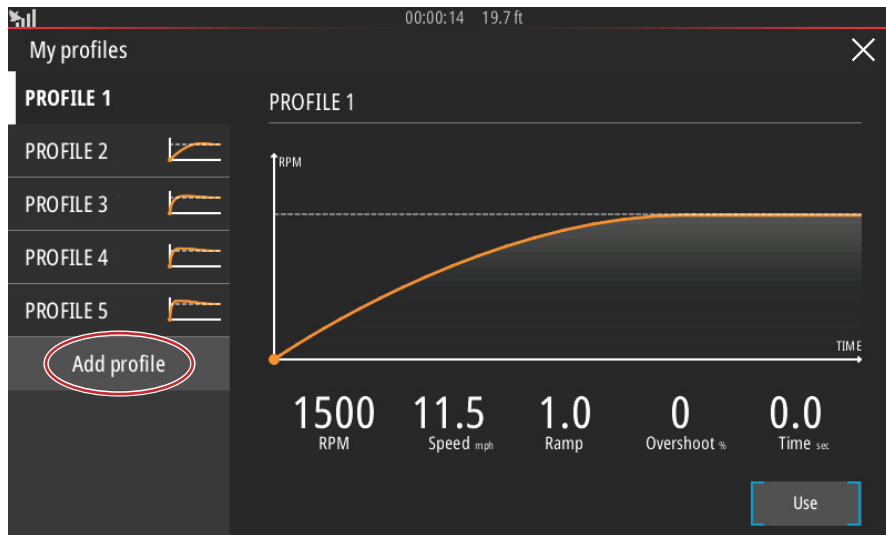 00:00:14 19.7 ft
My profiles
PROFILE 1
PROFILE 2
PROFILE 3
PROFILE 4
PROFILE 5
Add profile
PROFILE 1
RPM
TIME
1500 11.5 1.0 0 0.0
RPM Speed mph Ramp Overshoot % Time sec
Use